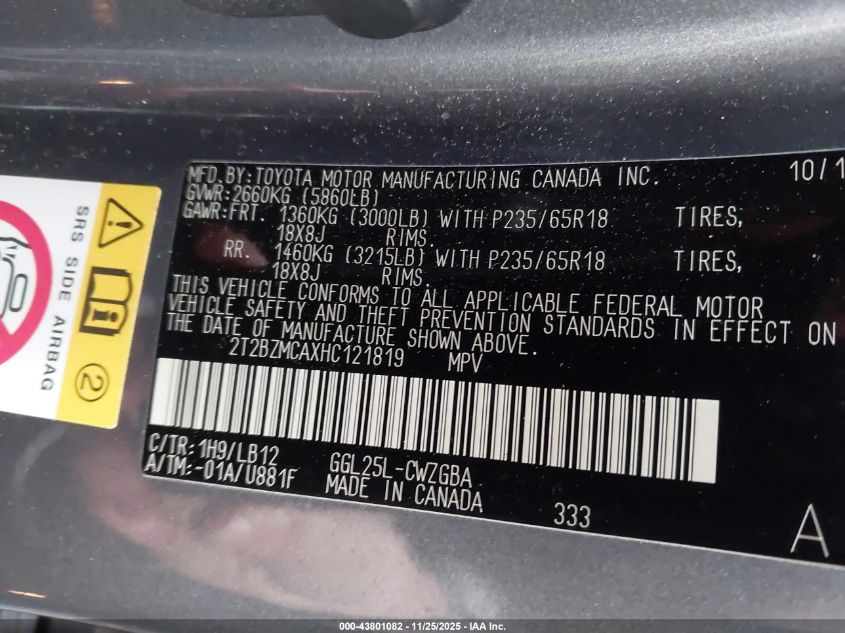 MFD.BY:TOYOTA MOTOR MANUFACTURING CANADA INC. 10/1
GVWR:2660KG (5860LB)
GAWR:FRT. 1360KG (3000LB) WITH P235/65R18 TIRES,
18X8J RIMS.
RR. 1460KG (3215LB) WITH P235/65R18 TIRES,
18X8J RIMS.
THIS VEHICLE CONFORMS TO ALL APPLICABLE FEDERAL MOTOR
VEHICLE SAFETY AND THEFT PREVENTION STANDARDS IN EFFECT ON
THE DATE OF MANUFACTURE SHOWN ABOVE.
2T2BZMCAXHC121819 MPV
C/TR:1H9/LB12 GGL25L-CWZGBA
A/TM:-01A/U881F MADE IN CANADA 333
A
SRS SIDE AIRBAG
2
000-43801082 - 11/25/2025 - IAA Inc.